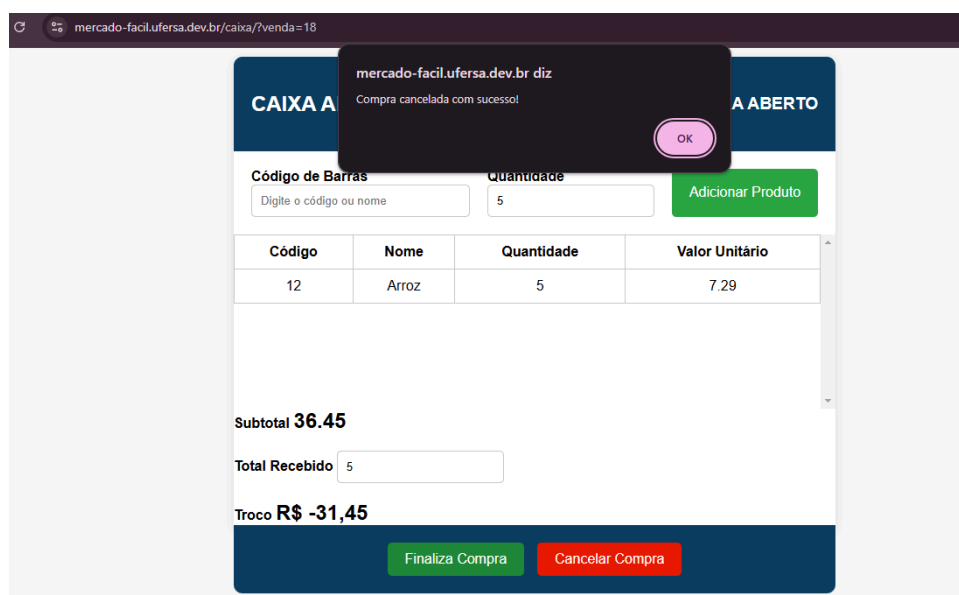 mercado-facil.ufersa.dev.br/caixa/?venda=18
mercado-facil.ufersa.dev.br diz
Compra cancelada com sucesso!
OK
CAIXA A
A ABERTO
Código de Barras
Quantidade
Digite o código ou nome
5
Adicionar Produto
Código Nome Quantidade Valor Unitário
12 Arroz 5 7.29
Subtotal 36.45
Total Recebido 5
Troco R$ -31,45
Finaliza Compra Cancelar Compra